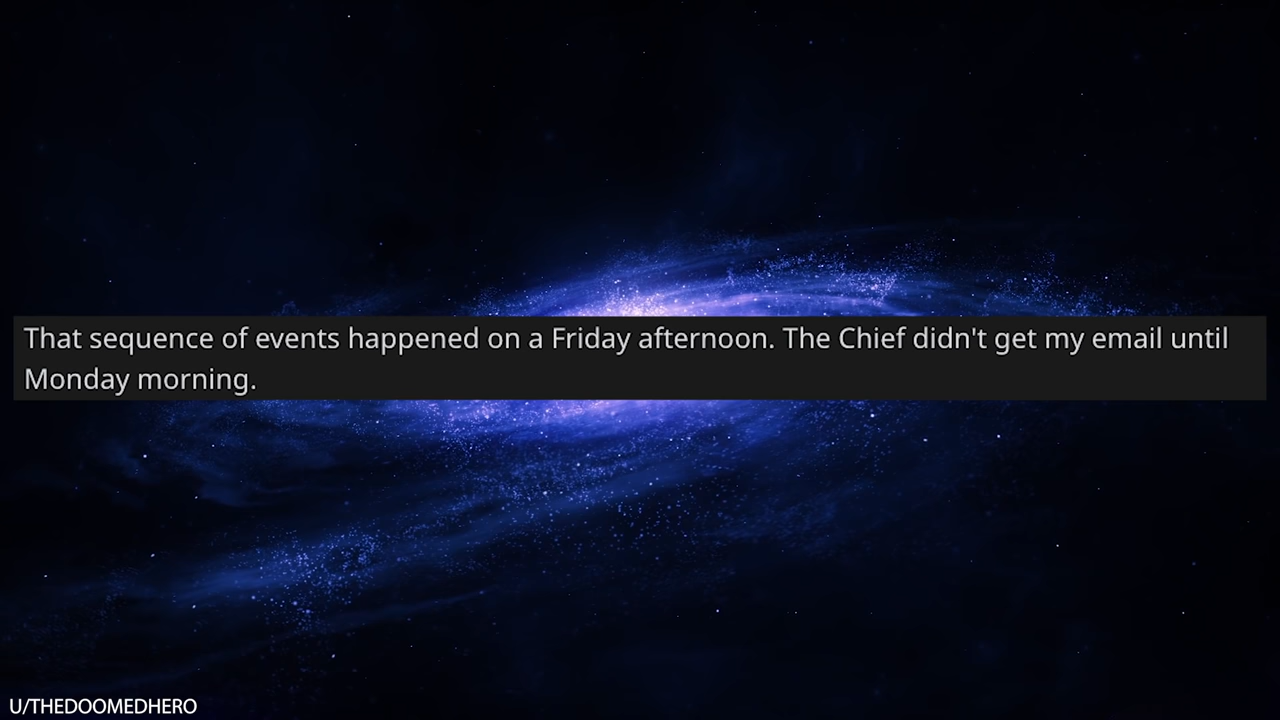 That sequence of events happened on a Friday afternoon. The Chief didn't get my email until
Monday morning.
U/THEDOOMEDHERO